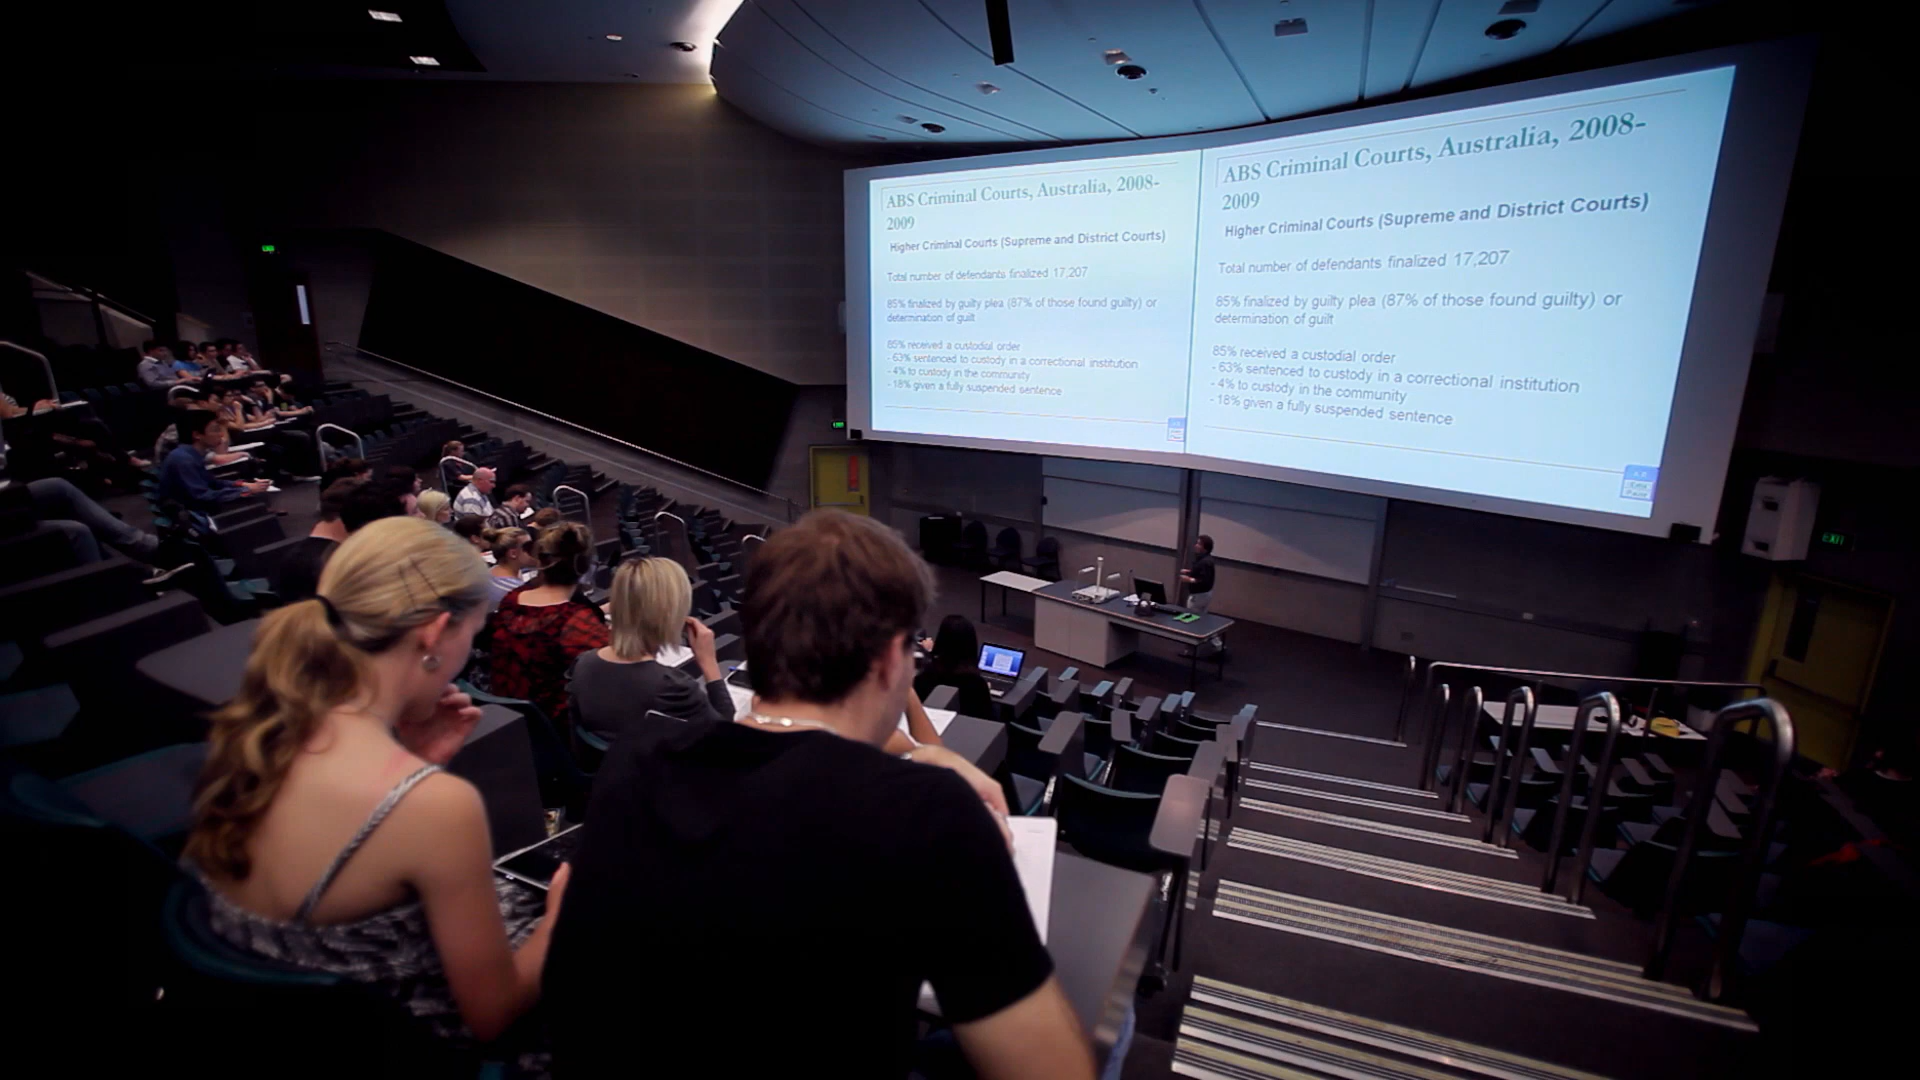 ABS Criminal Courts, Australia, 2008-
2009
Higher Criminal Courts (Supreme and District Courts)
Total number of defendants finalized 17,207
85% finalized by guilty plea (87% of those found guilty) or
determination of guilt
85% received a custodial order
- 63% sentenced to custody in a correctional institution
- 4% to custody in the community
- 18% given a fully suspended sentence
ABS Criminal Courts, Australia, 2008-
2009
Higher Criminal Courts (Supreme and District Courts)
Total number of defendants finalized 17,207
85% finalized by guilty plea (87% of those found guilty) or
determination of guilt
85% received a custodial order
- 63% sentenced to custody in a correctional institution
- 4% to custody in the community
- 18% given a fully suspended sentence
EXIT